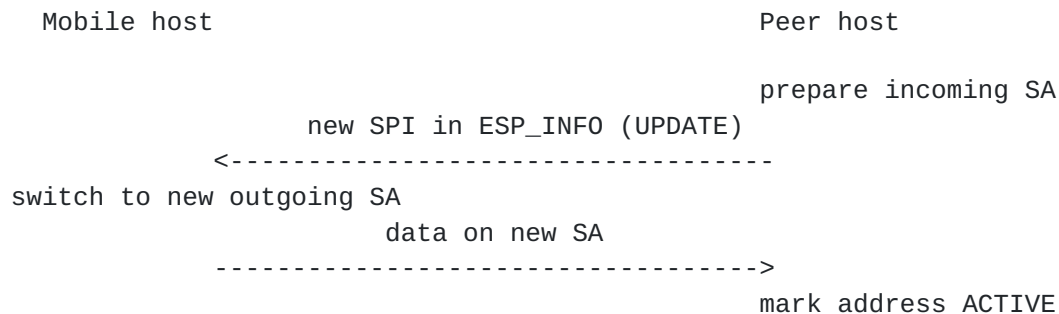 Mobile host                                   Peer host
prepare incoming SA
new SPI in ESP_INFO (UPDATE)
<-----------------------------------
switch to new outgoing SA
data on new SA
----------------------------------->
mark address ACTIVE